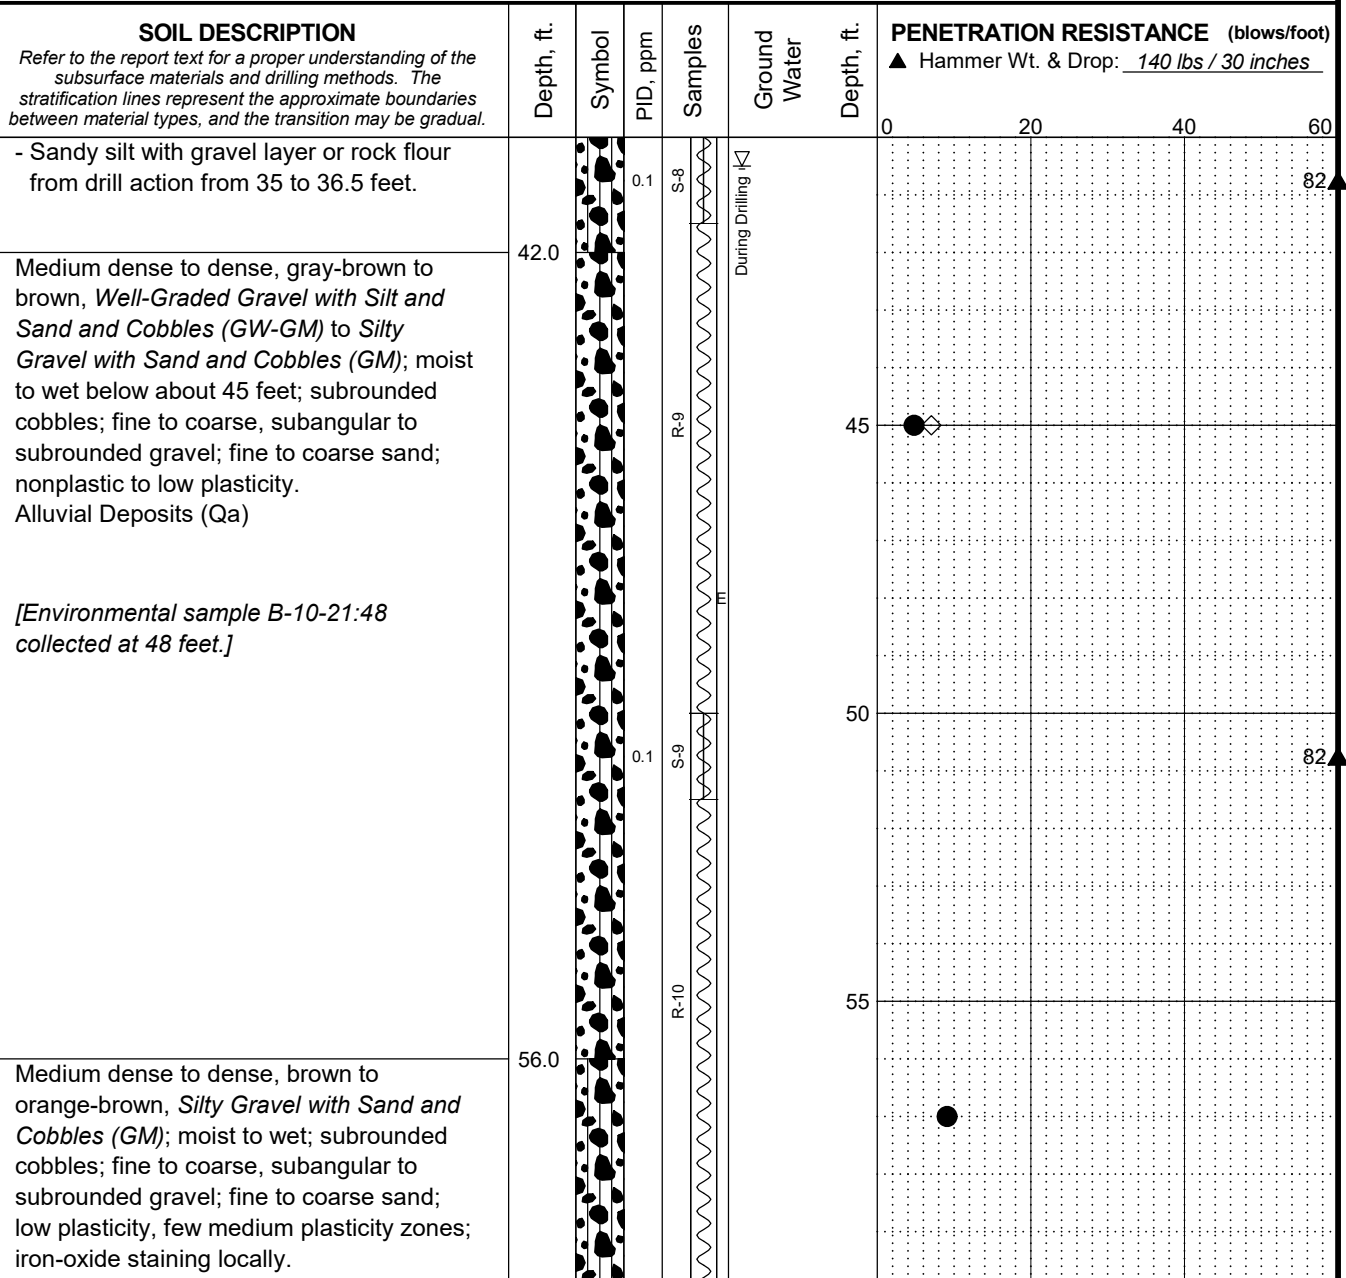 SOIL DESCRIPTION
Refer to the report text for a proper understanding of the
subsurface materials and drilling methods. The
stratification lines represent the approximate boundaries
between material types, and the transition may be gradual.
Depth, ft.
Symbol
PID, ppm
Samples
Ground
Water
Depth, ft.
PENETRATION RESISTANCE (blows/foot)
▲ Hammer Wt. & Drop: 140 lbs / 30 inches
0 20 40 60
- Sandy silt with gravel layer or rock flour
from drill action from 35 to 36.5 feet.
0.1
S-8
During Drilling
82
42.0
Medium dense to dense, gray-brown to
brown, Well-Graded Gravel with Silt and
Sand and Cobbles (GW-GM) to Silty
Gravel with Sand and Cobbles (GM); moist
to wet below about 45 feet; subrounded
cobbles; fine to coarse, subangular to
subrounded gravel; fine to coarse sand;
nonplastic to low plasticity.
Alluvial Deposits (Qa)
R-9
45
[Environmental sample B-10-21:48
collected at 48 feet.]
E
50
0.1
S-9
82
R-10
55
56.0
Medium dense to dense, brown to
orange-brown, Silty Gravel with Sand and
Cobbles (GM); moist to wet; subrounded
cobbles; fine to coarse, subangular to
subrounded gravel; fine to coarse sand;
low plasticity, few medium plasticity zones;
iron-oxide staining locally.